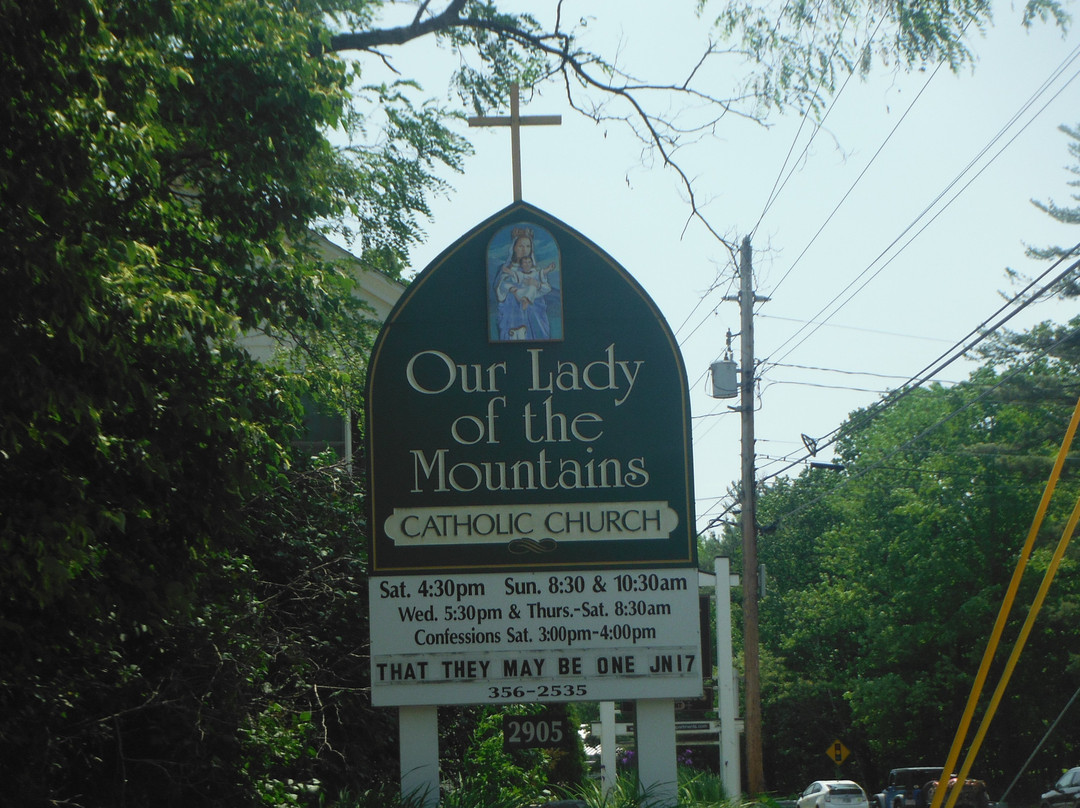 Our Lady
of the
Mountains
CATHOLIC CHURCH
Sat. 4:30pm Sun. 8:30 & 10:30am
Wed. 5:30pm & Thurs.-Sat. 8:30am
Confessions Sat. 3:00pm-4:00pm
THAT THEY MAY BE ONE JN17
356-2535
2905